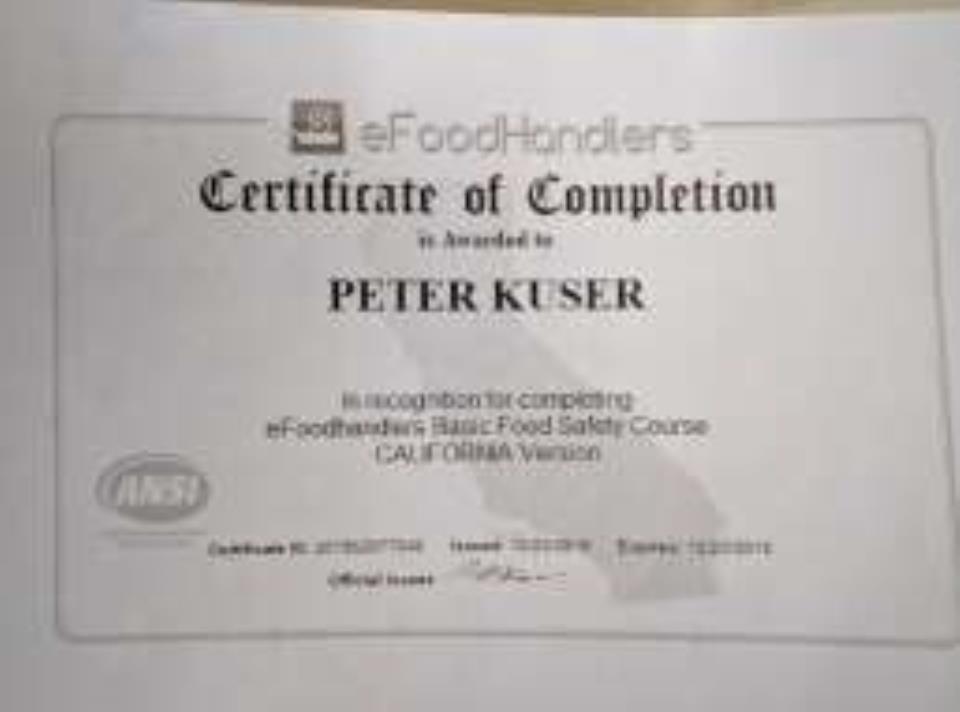 eFoodHandlers
Certificate of Completion
is Awarded to
PETER KUSER
in recognition for completing
eFoodhandlers Basic Food Safety Course
CALIFORNIA Version
ANSI
Certificate ID: Issued: Expires:
Official Issuer